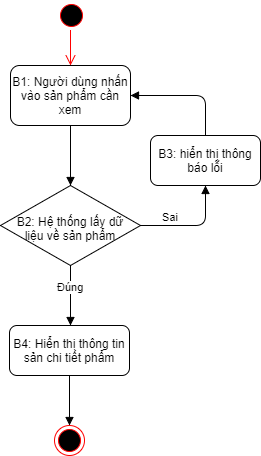 B1: Người dùng nhấn
vào sản phẩm cần
xem
B3: hiển thị thông
báo lỗi
B2: Hệ thống lấy dữ
liệu về sản phẩm
Sai
Đúng
B4: Hiển thị thông tin
sản chi tiết phẩm